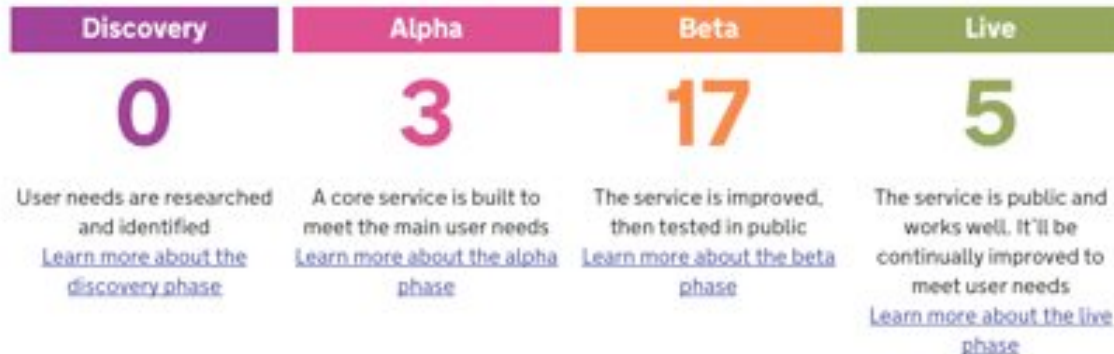 Discovery
0
User needs are researched
and identified
Learn more about the
discovery phase
Alpha
3
A core service is built to
meet the main user needs
Learn more about the alpha
phase
Beta
17
The service is improved,
then tested in public
Learn more about the beta
phase
Live
5
The service is public and
works well. It'll be
continually improved to
meet user needs
Learn more about the live
phase